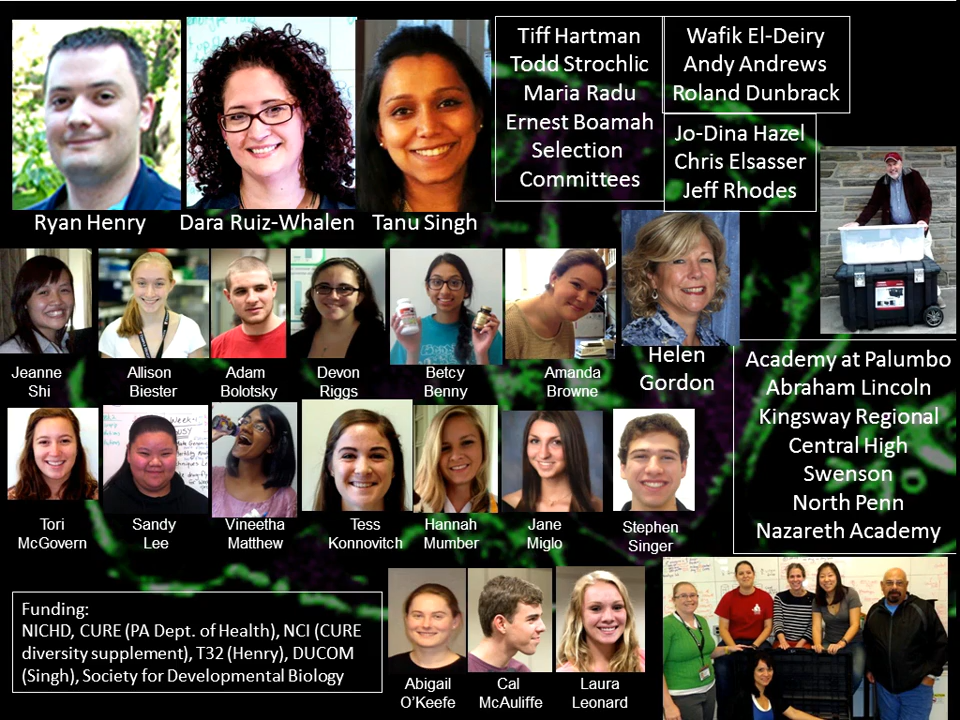 Tiff Hartman
Todd Strochlic
Maria Radu
Ernest Boamah
Selection
Committees
Wafik El-Deiry
Andy Andrews
Roland Dunbrack
Jo-Dina Hazel
Chris Elsasser
Jeff Rhodes
Ryan Henry
Dara Ruiz-Whalen
Tanu Singh
Jeanne
Shi
Allison
Biester
Adam
Bolotsky
Devon
Riggs
Betcy
Benny
Amanda
Browne
Helen
Gordon
Academy at Palumbo
Abraham Lincoln
Kingsway Regional
Central High
Swenson
North Penn
Nazareth Academy
Tori
McGovern
Sandy
Lee
Vineetha
Matthew
Tess
Konnovitch
Hannah
Mumber
Jane
Miglo
Stephen
Singer
Funding:
NICHD, CURE (PA Dept. of Health), NCI (CURE
diversity supplement), T32 (Henry), DUCOM
(Singh), Society for Developmental Biology
Abigail
O'Keefe
Cal
McAuliffe
Laura
Leonard